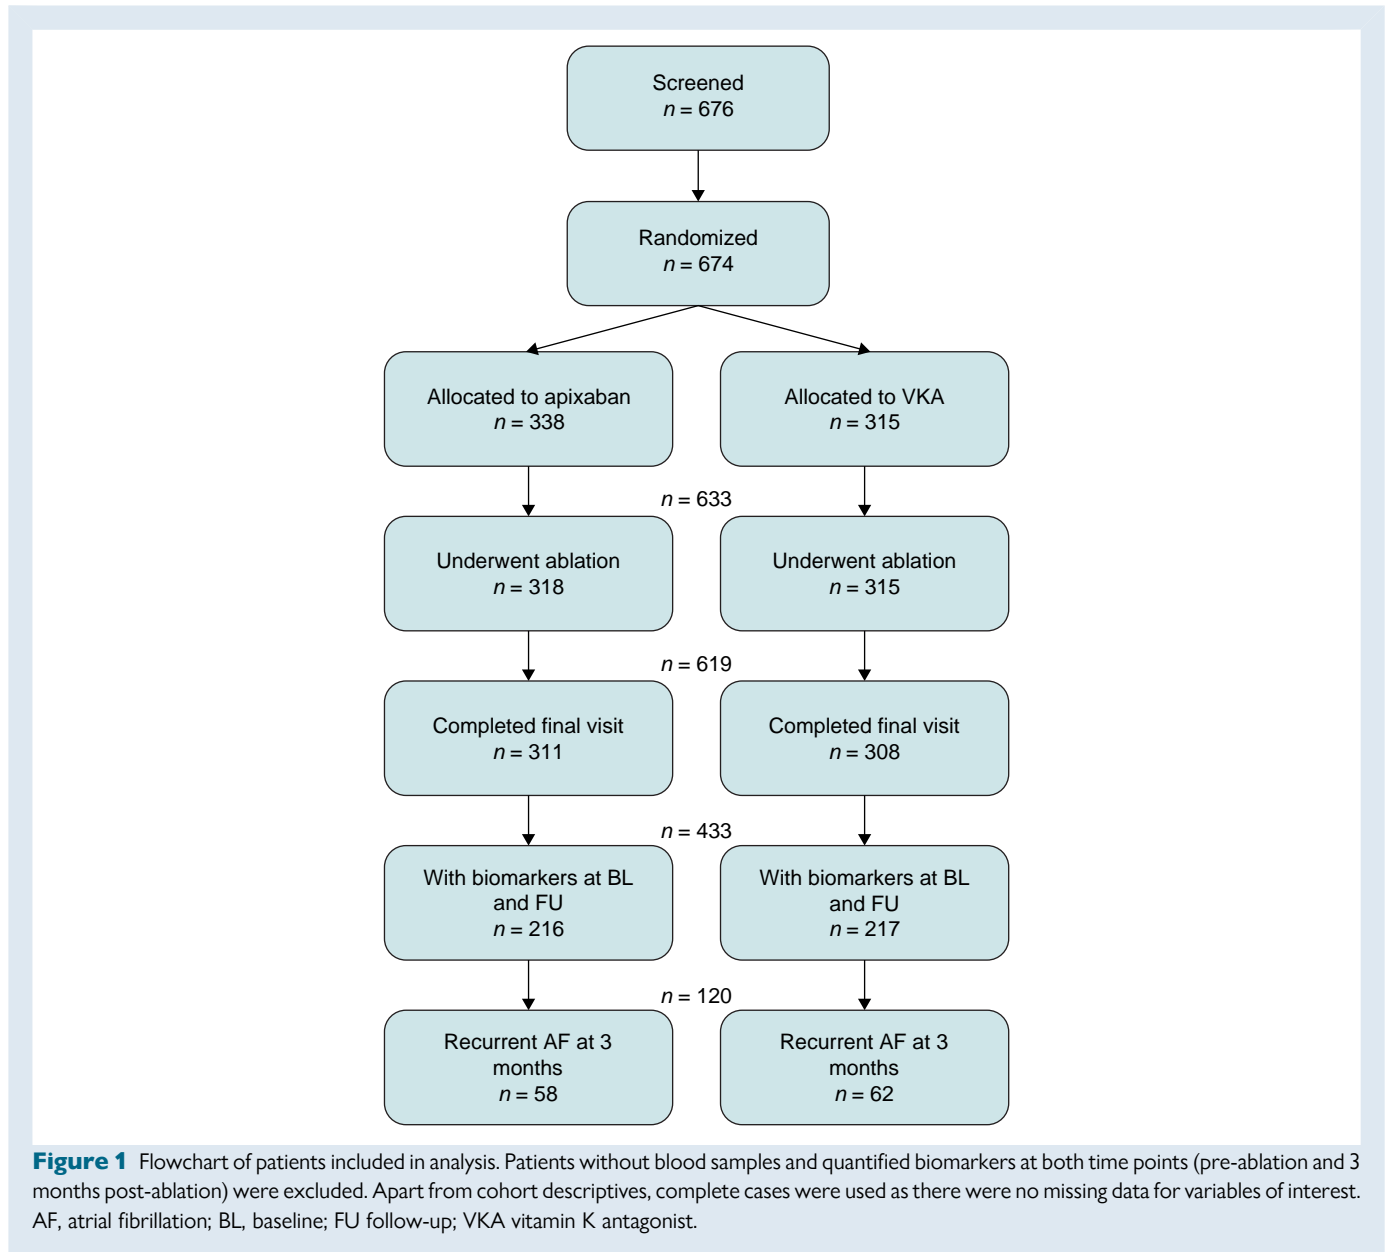 Screened
n = 676
Randomized
n = 674
Allocated to apixaban
n = 338
Allocated to VKA
n = 315
n = 633
Underwent ablation
n = 318
Underwent ablation
n = 315
n = 619
Completed final visit
n = 311
Completed final visit
n = 308
n = 433
With biomarkers at BL
and FU
n = 216
With biomarkers at BL
and FU
n = 217
n = 120
Recurrent AF at 3
months
n = 58
Recurrent AF at 3
months
n = 62
Figure 1 Flowchart of patients included in analysis. Patients without blood samples and quantified biomarkers at both time points (pre-ablation and 3
months post-ablation) were excluded. Apart from cohort descriptives, complete cases were used as there were no missing data for variables of interest.
AF, atrial fibrillation; BL, baseline; FU follow-up; VKA vitamin K antagonist.